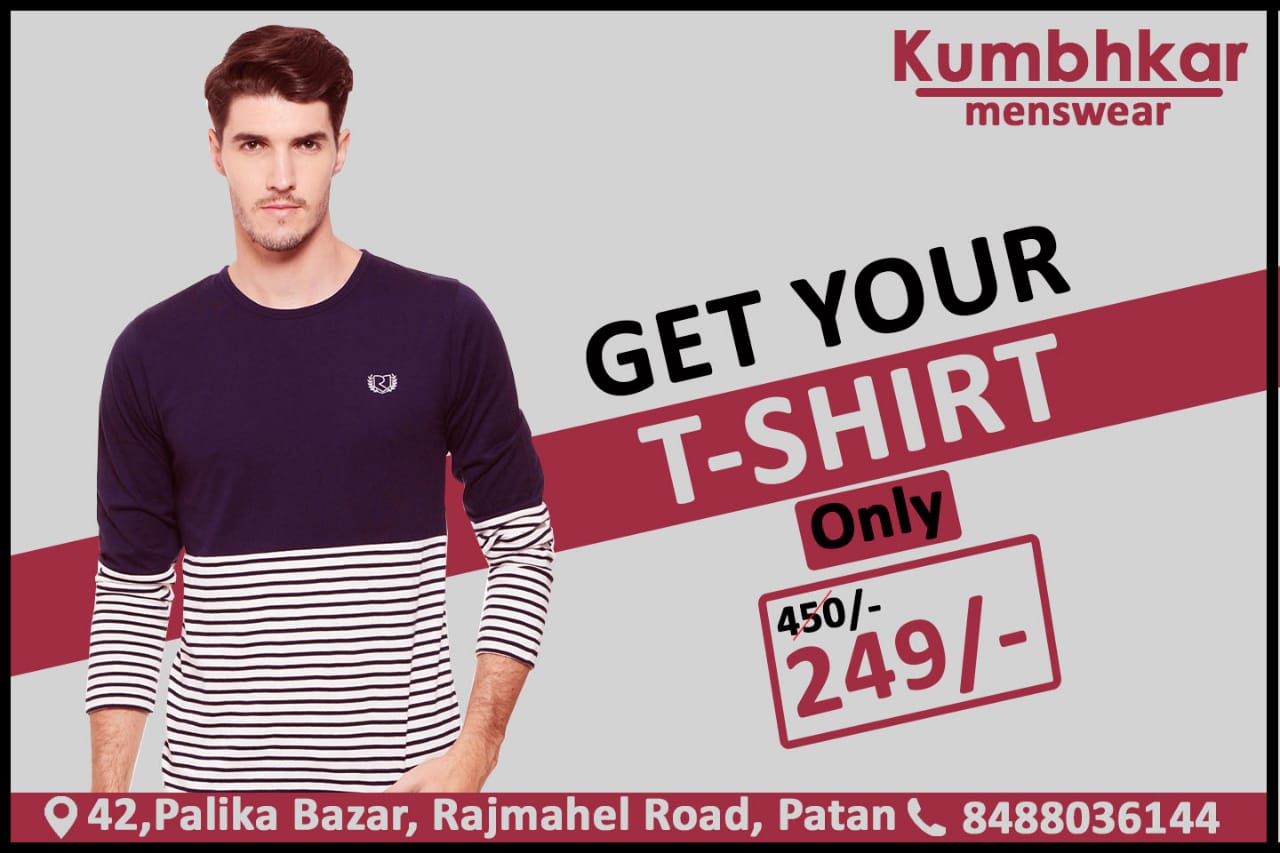 Kumbhkar
menswear
GET YOUR
T-SHIRT
Only
450/-
249/-
42,Palika Bazar, Rajmahel Road, Patan 8488036144